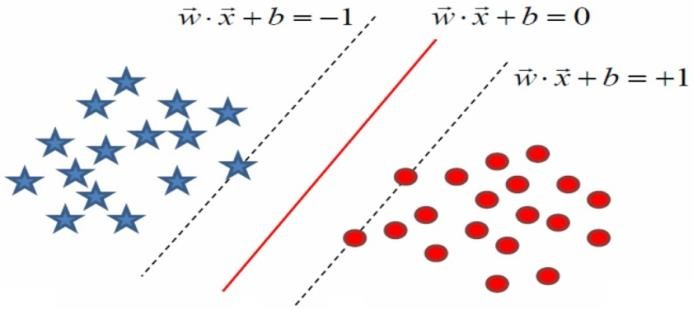 w⃗ · x⃗ + b = −1
w⃗ · x⃗ + b = 0
w⃗ · x⃗ + b = +1